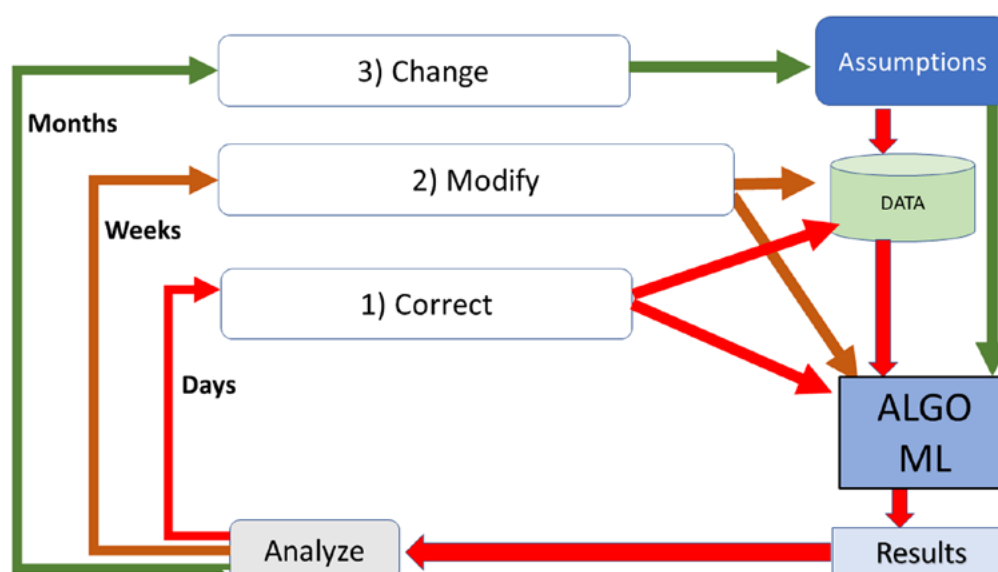 3) Change
Assumptions
Months
2) Modify
DATA
Weeks
1) Correct
Days
ALGO
ML
Analyze
Results